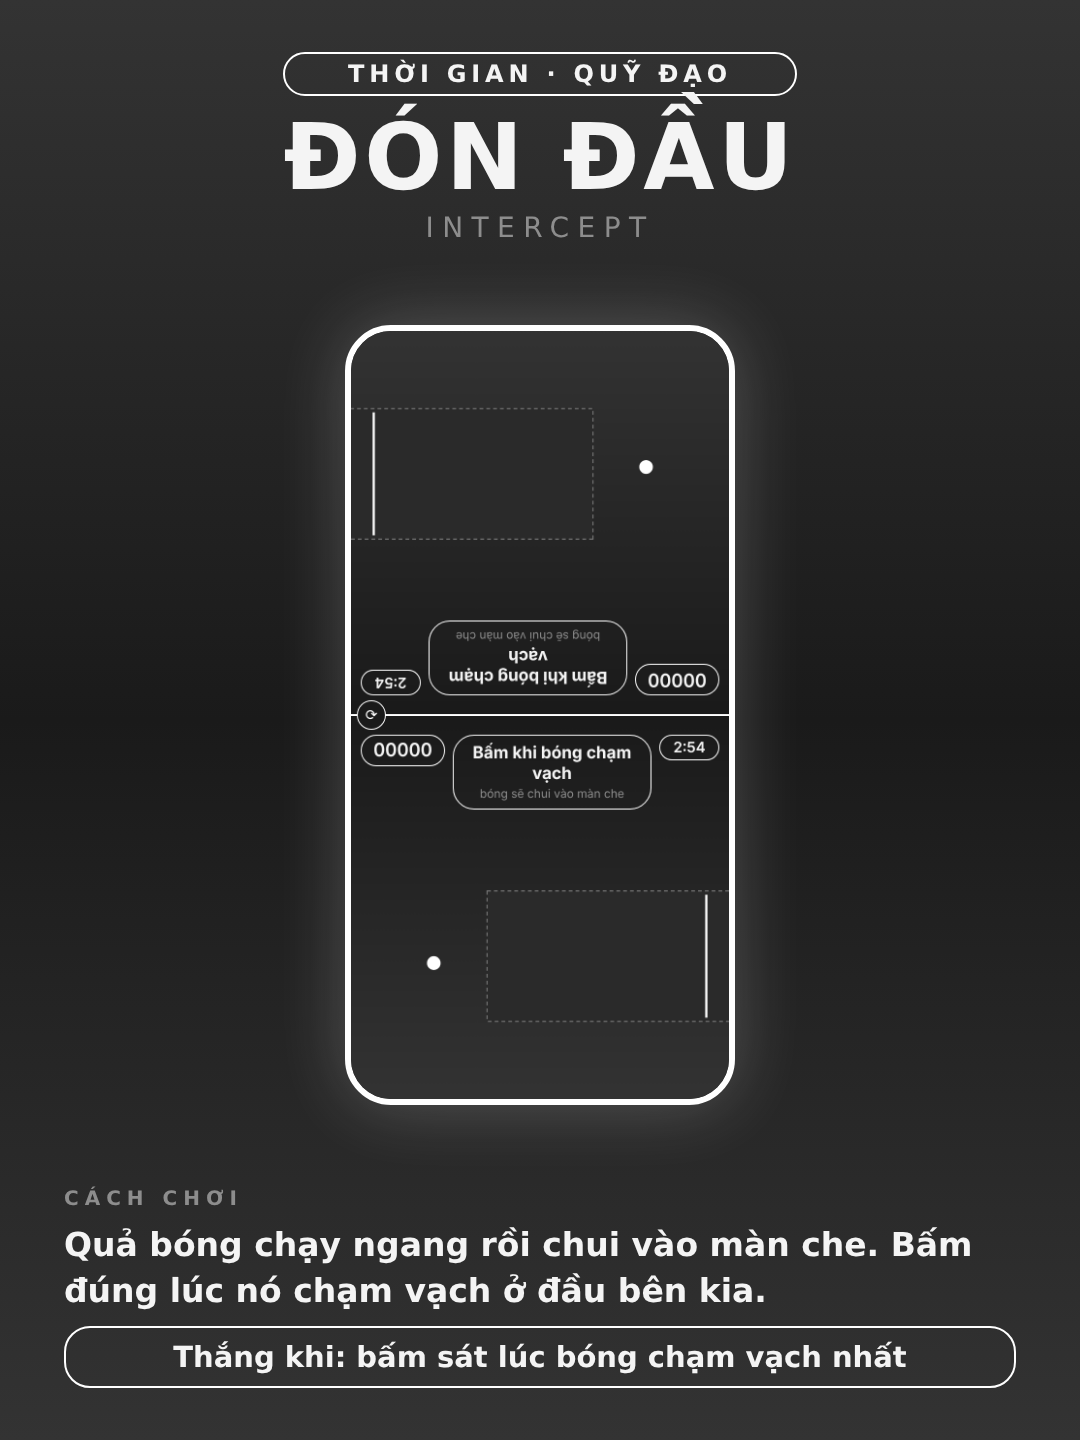 THỜI GIAN · QUỸ ĐẠO
ĐÓN ĐẦU
INTERCEPT
bóng sẽ chui vào màn che
vạch
Bấm khi bóng chạm
2:54
00000
⟳
00000
Bấm khi bóng chạm
vạch
bóng sẽ chui vào màn che
2:54
CÁCH CHƠI
Quả bóng chạy ngang rồi chui vào màn che. Bấm
đúng lúc nó chạm vạch ở đầu bên kia.
Thắng khi: bấm sát lúc bóng chạm vạch nhất